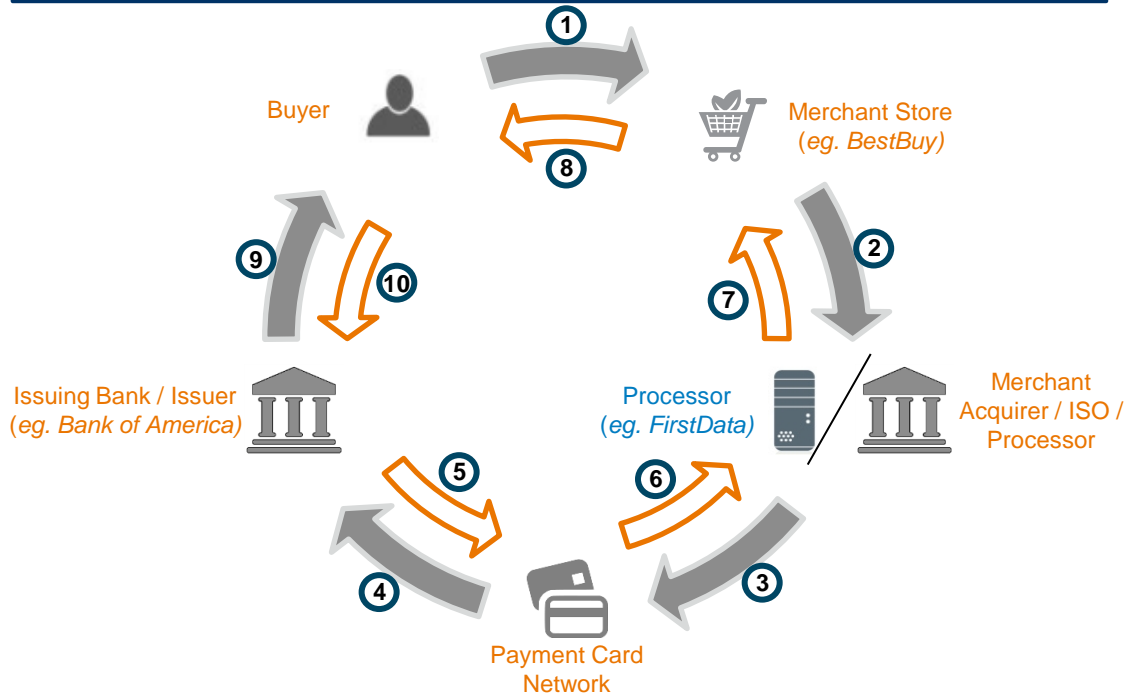 1
Buyer
Merchant Store
(eg. BestBuy)
8
9
10
2
7
Issuing Bank / Issuer
(eg. Bank of America)
Processor
(eg. FirstData)
Merchant
Acquirer / ISO /
Processor
5
6
4
3
Payment Card
Network